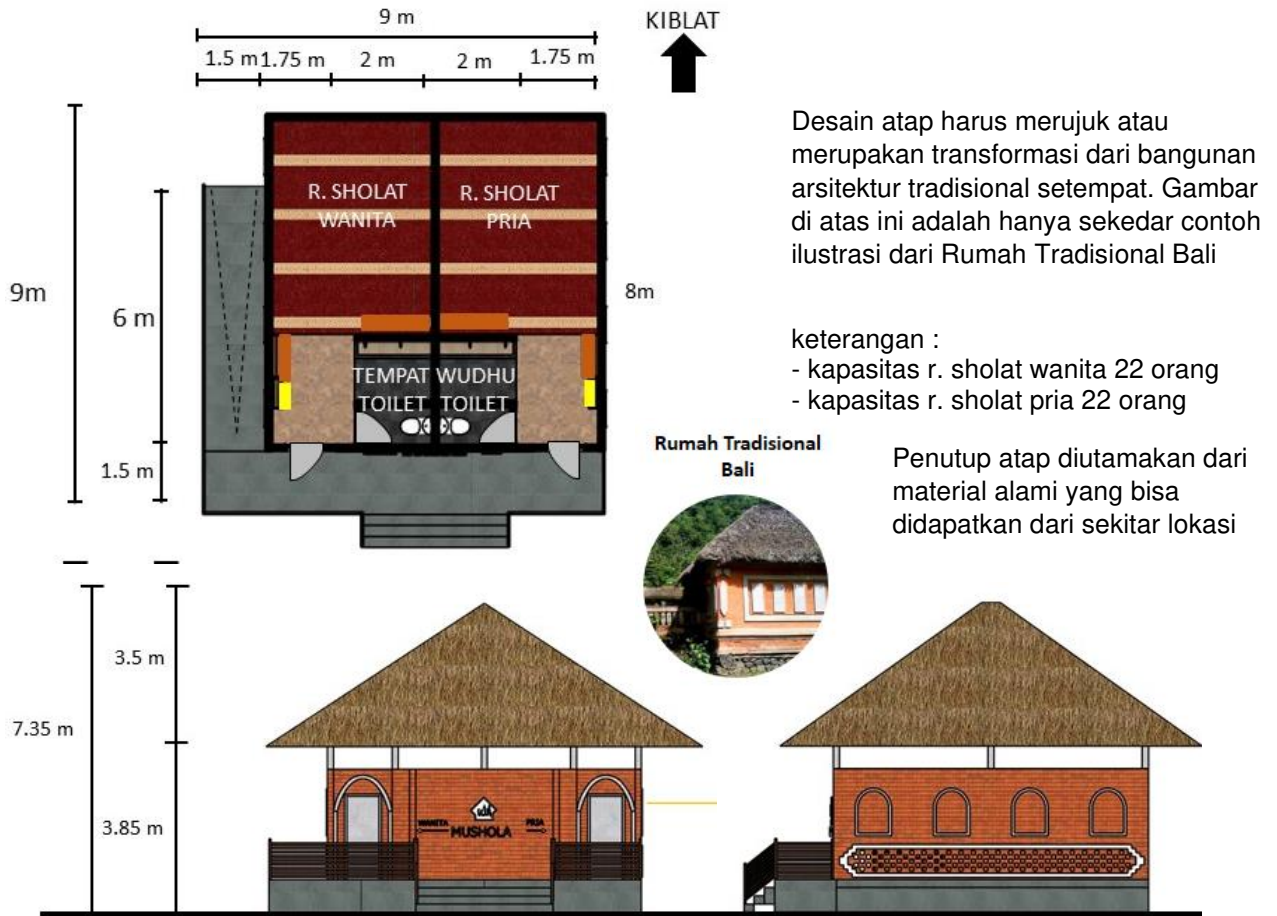 9 m
KIBLAT
1.5 m 1.75 m 2 m 2 m 1.75 m
Desain atap harus merujuk atau
merupakan transformasi dari bangunan
arsitektur tradisional setempat. Gambar
di atas ini adalah hanya sekedar contoh
ilustrasi dari Rumah Tradisional Bali
R. SHOLAT
WANITA
R. SHOLAT
PRIA
9m
6 m
8m
keterangan :
- kapasitas r. sholat wanita 22 orang
- kapasitas r. sholat pria 22 orang
TEMPAT WUDHU
TOILET TOILET
1.5 m
Rumah Tradisional
Bali
Penutup atap diutamakan dari
material alami yang bisa
didapatkan dari sekitar lokasi
3.5 m
7.35 m
3.85 m
WANITA
PRIA
MUSHOLA